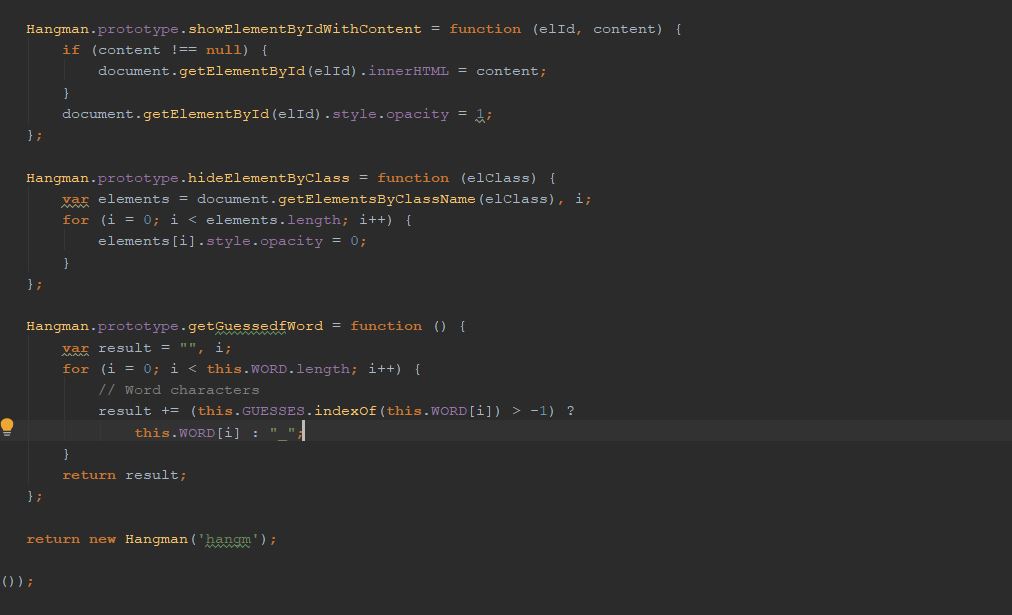 Hangman.prototype.showElementByIdWithContent = function (elId, content) {
if (content !== null) {
document.getElementById(elId).innerHTML = content;
}
document.getElementById(elId).style.opacity = 1;
};
Hangman.prototype.hideElementByClass = function (elClass) {
var elements = document.getElementsByClassName(elClass), i;
for (i = 0; i < elements.length; i++) {
elements[i].style.opacity = 0;
}
};
Hangman.prototype.getGuessedfWord = function () {
var result = "", i;
for (i = 0; i < this.WORD.length; i++) {
// Word characters
result += (this.GUESSES.indexOf(this.WORD[i]) > -1) ?
this.WORD[i] : "_";
}
return result;
};
return new Hangman('hangm');
());